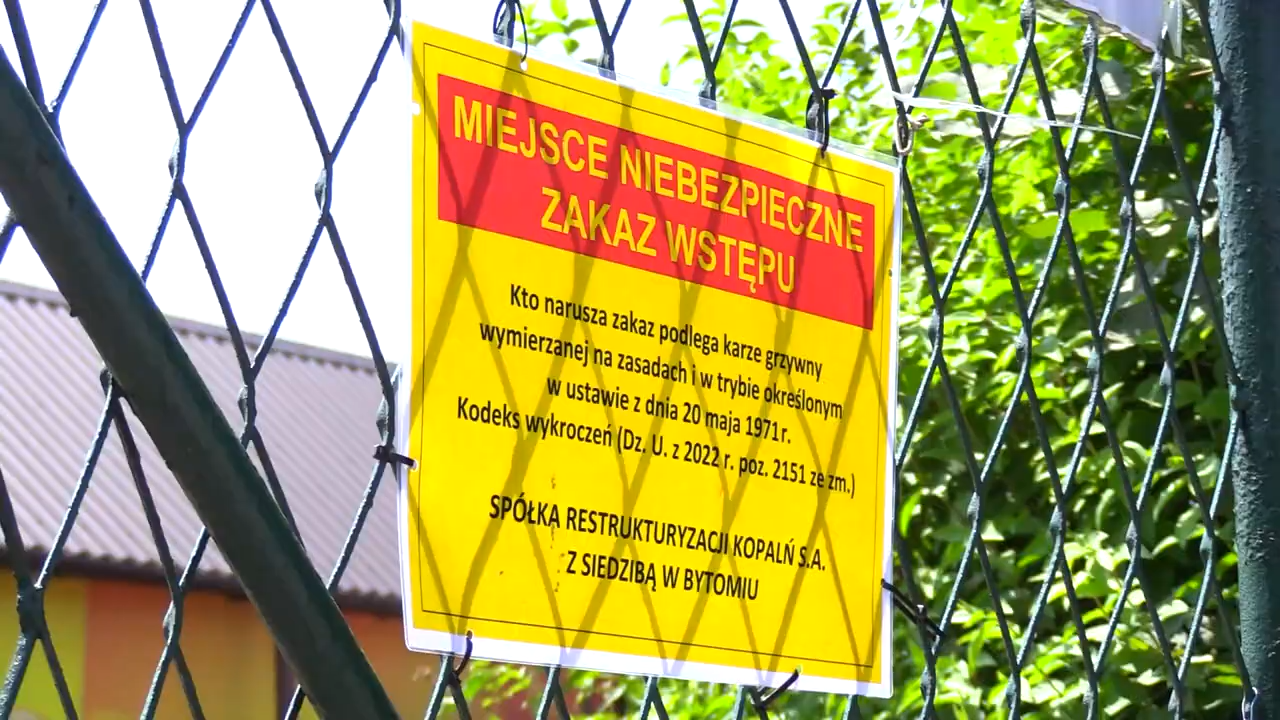 MIEJSCE NIEBEZPIECZNE
ZAKAZ WSTĘPU
Kto narusza zakaz podlega karze grzywny
wymierzanej na zasadach i w trybie określonym
w ustawie z dnia 20 maja 1971r.
Kodeks wykroczeń (Dz. U. z 2022 r. poz. 2151 ze zm.)
SPÓŁKA RESTRUKTURYZACJI KOPALŃ S.A.
Z SIEDZIBĄ W BYTOMIU